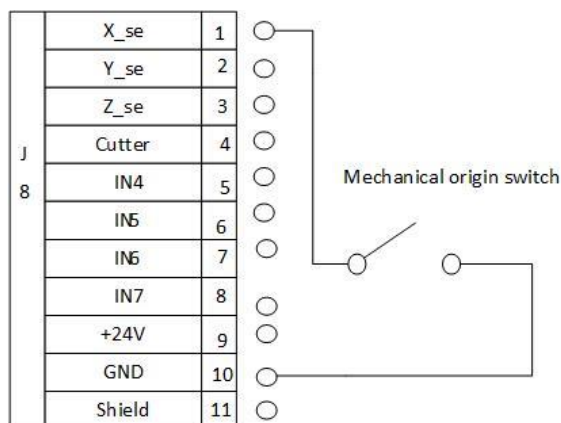 J 8
X_se 1
Y_se 2
Z_se 3
Cutter 4
IN4 5
IN5 6
IN6 7
IN7 8
+24V 9
GND 10
Shield 11
Mechanical origin switch